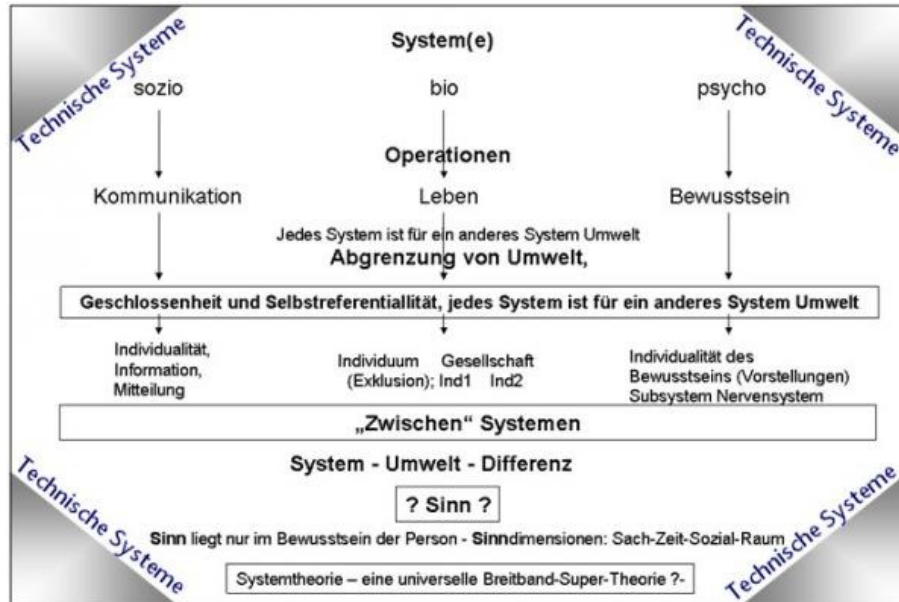 Technische Systeme
System(e)
Technische Systeme
sozio
bio
psycho
Operationen
Kommunikation
Leben
Bewusstsein
Jedes System ist für ein anderes System Umwelt
Abgrenzung von Umwelt,
Geschlossenheit und Selbstreferentiallität, jedes System ist für ein anderes System Umwelt
Individualität,
Information,
Mitteilung
Individuum Gesellschaft
(Exklusion); Ind1 Ind2
Individualität des
Bewusstseins (Vorstellungen)
Subsystem Nervensystem
„Zwischen“ Systemen
System - Umwelt - Differenz
? Sinn ?
Sinn liegt nur im Bewusstsein der Person - Sinndimensionen: Sach-Zeit-Sozial-Raum
Systemtheorie – eine universelle Breitband-Super-Theorie ?-
Technische Systeme
Technische Systeme